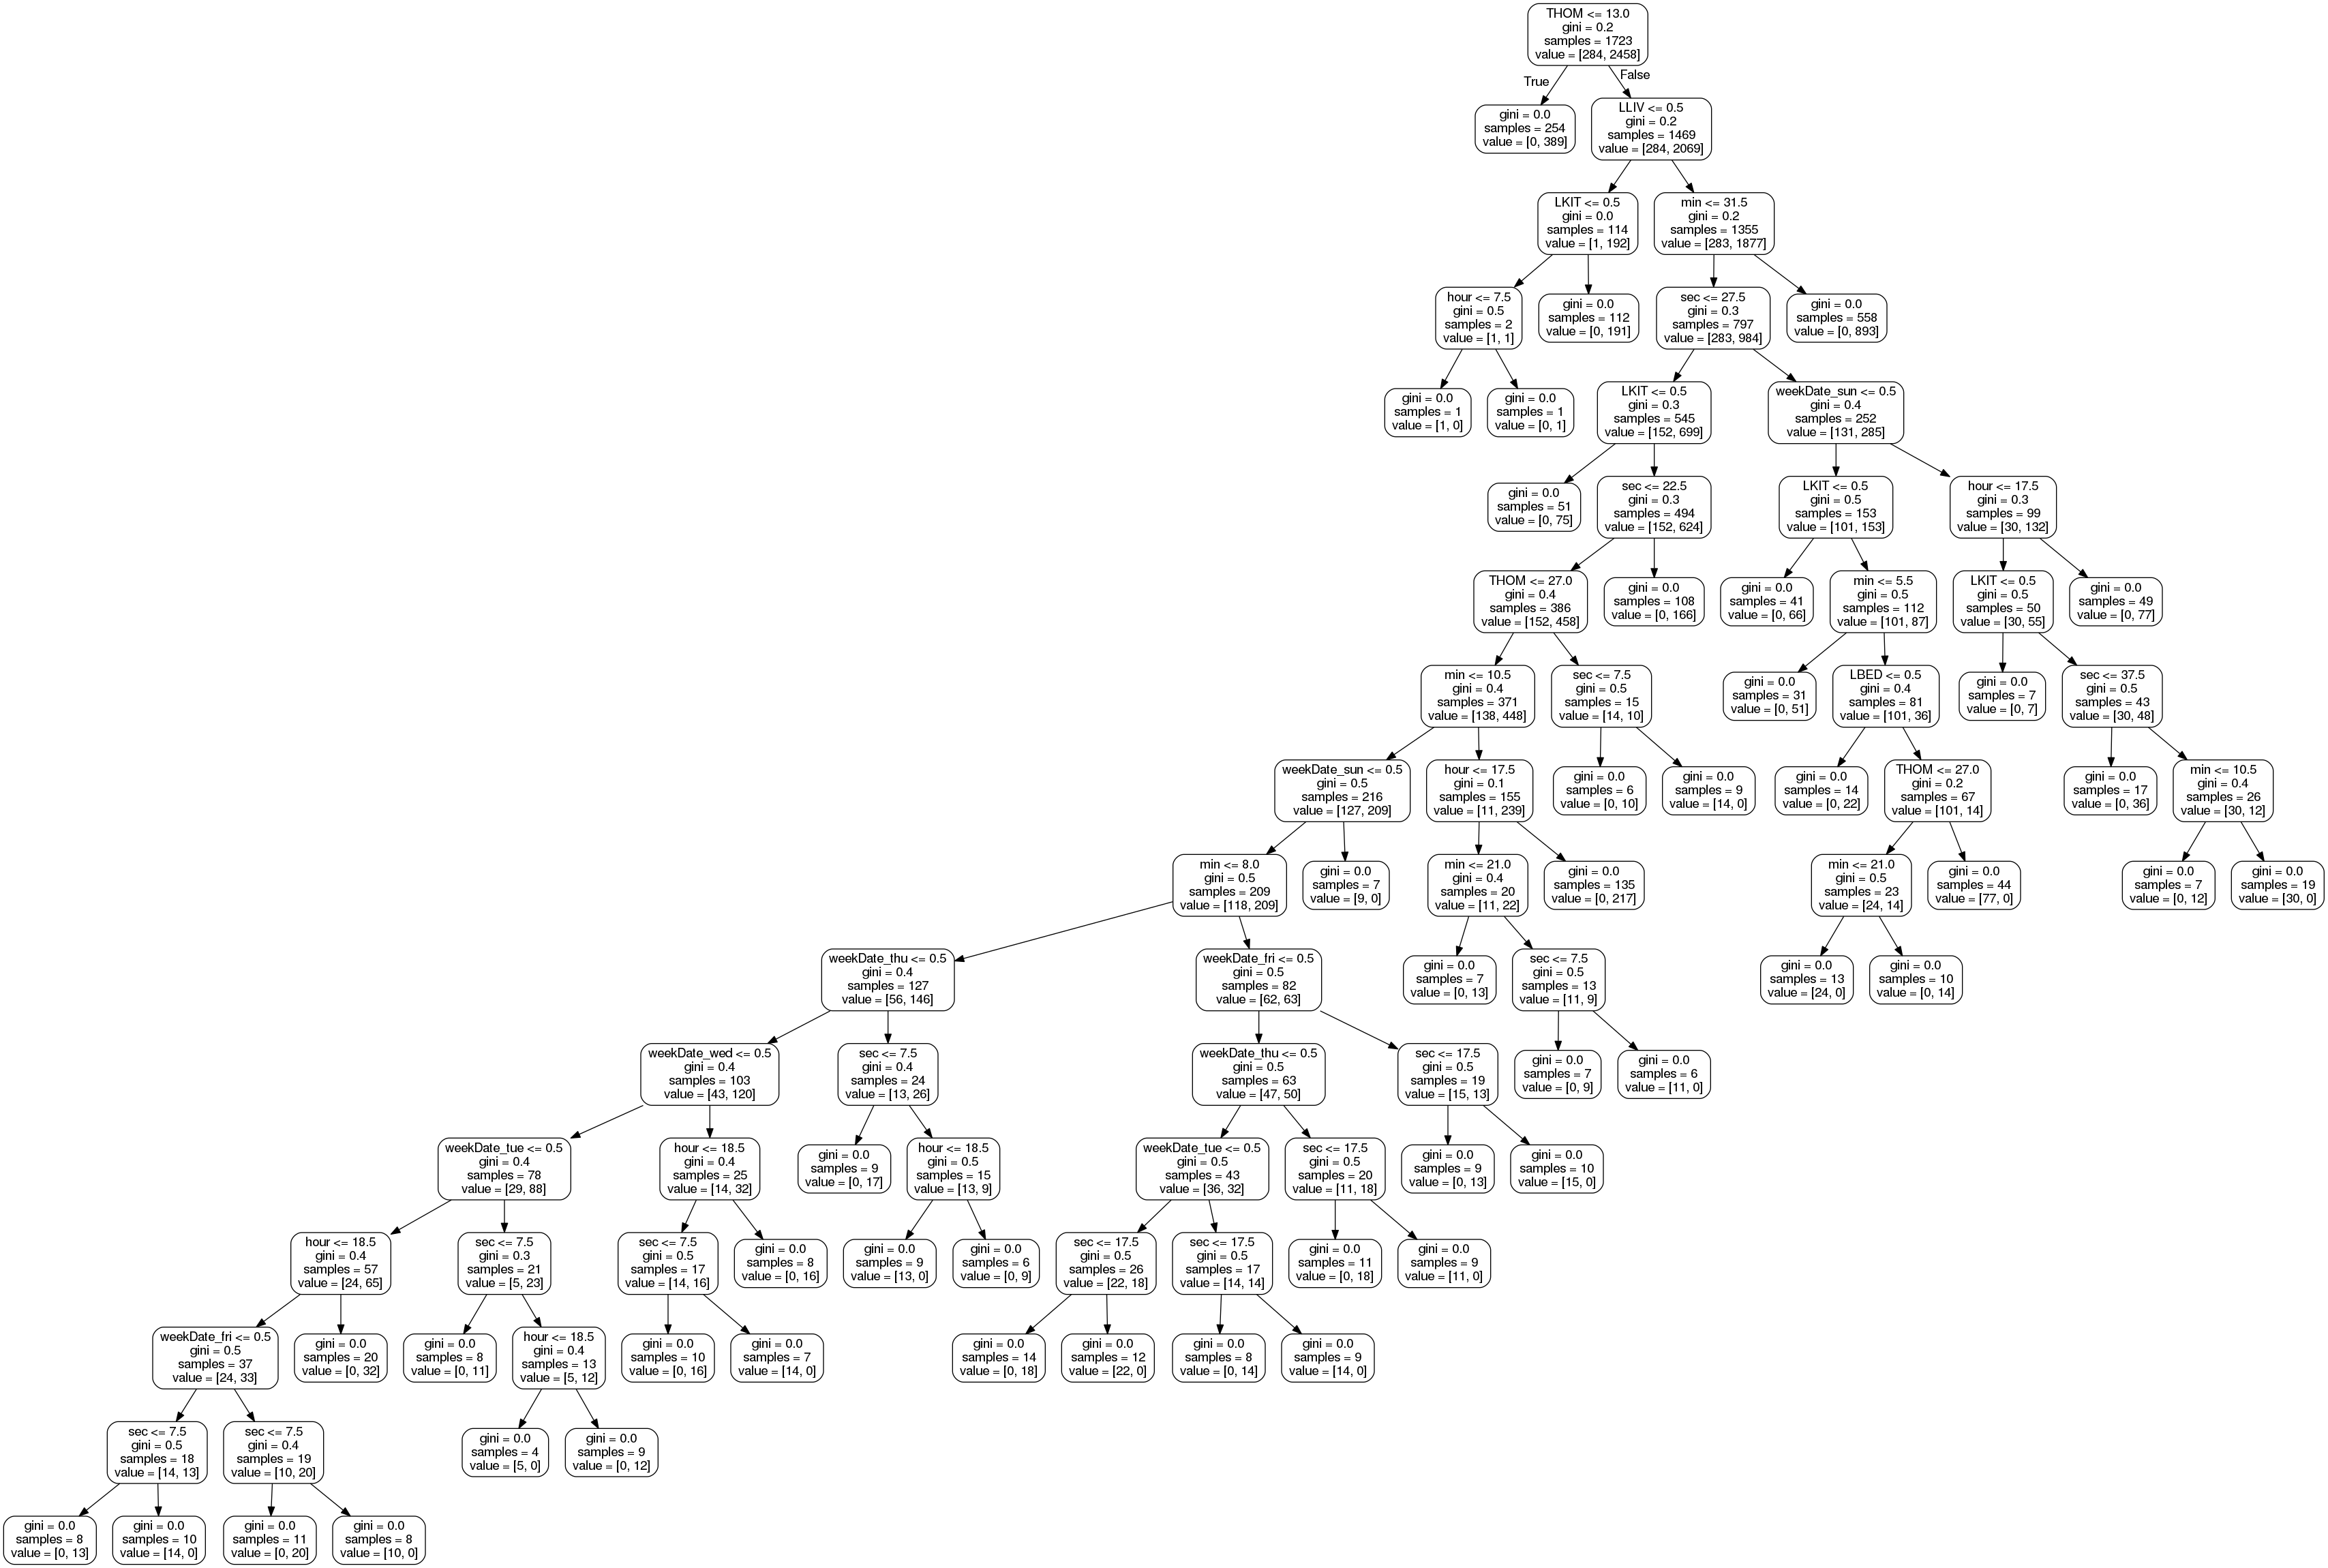 THOM <= 13.0
gini = 0.2
samples = 1723
value = [284, 2458]
True
False
gini = 0.0
samples = 254
value = [0, 389]
LLIV <= 0.5
gini = 0.2
samples = 1469
value = [284, 2069]
LKIT <= 0.5
gini = 0.0
samples = 114
value = [1, 192]
min <= 31.5
gini = 0.2
samples = 1355
value = [283, 1877]
hour <= 7.5
gini = 0.5
samples = 2
value = [1, 1]
gini = 0.0
samples = 112
value = [0, 191]
sec <= 27.5
gini = 0.3
samples = 797
value = [283, 984]
gini = 0.0
samples = 558
value = [0, 893]
gini = 0.0
samples = 1
value = [1, 0]
gini = 0.0
samples = 1
value = [0, 1]
LKIT <= 0.5
gini = 0.3
samples = 545
value = [152, 699]
weekDate_sun <= 0.5
gini = 0.4
samples = 252
value = [131, 285]
gini = 0.0
samples = 51
value = [0, 75]
sec <= 22.5
gini = 0.3
samples = 494
value = [152, 624]
LKIT <= 0.5
gini = 0.5
samples = 153
value = [101, 153]
hour <= 17.5
gini = 0.3
samples = 99
value = [30, 132]
THOM <= 27.0
gini = 0.4
samples = 386
value = [152, 458]
gini = 0.0
samples = 108
value = [0, 166]
gini = 0.0
samples = 41
value = [0, 66]
min <= 5.5
gini = 0.5
samples = 112
value = [101, 87]
LKIT <= 0.5
gini = 0.5
samples = 50
value = [30, 55]
gini = 0.0
samples = 49
value = [0, 77]
min <= 10.5
gini = 0.4
samples = 371
value = [138, 448]
sec <= 7.5
gini = 0.5
samples = 15
value = [14, 10]
gini = 0.0
samples = 31
value = [0, 51]
LBED <= 0.5
gini = 0.4
samples = 81
value = [101, 36]
gini = 0.0
samples = 7
value = [0, 7]
sec <= 37.5
gini = 0.5
samples = 43
value = [30, 48]
weekDate_sun <= 0.5
gini = 0.5
samples = 216
value = [127, 209]
hour <= 17.5
gini = 0.1
samples = 155
value = [11, 239]
gini = 0.0
samples = 6
value = [0, 10]
gini = 0.0
samples = 9
value = [14, 0]
gini = 0.0
samples = 14
value = [0, 22]
THOM <= 27.0
gini = 0.2
samples = 67
value = [101, 14]
gini = 0.0
samples = 17
value = [0, 36]
min <= 10.5
gini = 0.4
samples = 26
value = [30, 12]
min <= 8.0
gini = 0.5
samples = 209
value = [118, 209]
gini = 0.0
samples = 7
value = [9, 0]
min <= 21.0
gini = 0.4
samples = 20
value = [11, 22]
gini = 0.0
samples = 135
value = [0, 217]
min <= 21.0
gini = 0.5
samples = 23
value = [24, 14]
gini = 0.0
samples = 44
value = [77, 0]
gini = 0.0
samples = 7
value = [0, 12]
gini = 0.0
samples = 19
value = [30, 0]
weekDate_thu <= 0.5
gini = 0.4
samples = 127
value = [56, 146]
weekDate_fri <= 0.5
gini = 0.5
samples = 82
value = [62, 63]
gini = 0.0
samples = 7
value = [0, 13]
sec <= 7.5
gini = 0.5
samples = 13
value = [11, 9]
gini = 0.0
samples = 13
value = [24, 0]
gini = 0.0
samples = 10
value = [0, 14]
weekDate_wed <= 0.5
gini = 0.4
samples = 103
value = [43, 120]
sec <= 7.5
gini = 0.4
samples = 24
value = [13, 26]
weekDate_thu <= 0.5
gini = 0.5
samples = 63
value = [47, 50]
sec <= 17.5
gini = 0.5
samples = 19
value = [15, 13]
gini = 0.0
samples = 7
value = [0, 9]
gini = 0.0
samples = 6
value = [11, 0]
weekDate_tue <= 0.5
gini = 0.4
samples = 78
value = [29, 88]
hour <= 18.5
gini = 0.4
samples = 25
value = [14, 32]
gini = 0.0
samples = 9
value = [0, 17]
hour <= 18.5
gini = 0.5
samples = 15
value = [13, 9]
weekDate_tue <= 0.5
gini = 0.5
samples = 43
value = [36, 32]
sec <= 17.5
gini = 0.5
samples = 20
value = [11, 18]
gini = 0.0
samples = 9
value = [0, 13]
gini = 0.0
samples = 10
value = [15, 0]
hour <= 18.5
gini = 0.4
samples = 57
value = [24, 65]
sec <= 7.5
gini = 0.3
samples = 21
value = [5, 23]
sec <= 7.5
gini = 0.5
samples = 17
value = [14, 16]
gini = 0.0
samples = 8
value = [0, 16]
gini = 0.0
samples = 9
value = [13, 0]
gini = 0.0
samples = 6
value = [0, 9]
sec <= 17.5
gini = 0.5
samples = 26
value = [22, 18]
sec <= 17.5
gini = 0.5
samples = 17
value = [14, 14]
gini = 0.0
samples = 11
value = [0, 18]
gini = 0.0
samples = 9
value = [11, 0]
weekDate_fri <= 0.5
gini = 0.5
samples = 37
value = [24, 33]
gini = 0.0
samples = 20
value = [0, 32]
gini = 0.0
samples = 8
value = [0, 11]
hour <= 18.5
gini = 0.4
samples = 13
value = [5, 12]
gini = 0.0
samples = 10
value = [0, 16]
gini = 0.0
samples = 7
value = [14, 0]
gini = 0.0
samples = 14
value = [0, 18]
gini = 0.0
samples = 12
value = [22, 0]
gini = 0.0
samples = 8
value = [0, 14]
gini = 0.0
samples = 9
value = [14, 0]
sec <= 7.5
gini = 0.5
samples = 18
value = [14, 13]
sec <= 7.5
gini = 0.4
samples = 19
value = [10, 20]
gini = 0.0
samples = 4
value = [5, 0]
gini = 0.0
samples = 9
value = [0, 12]
gini = 0.0
samples = 8
value = [0, 13]
gini = 0.0
samples = 10
value = [14, 0]
gini = 0.0
samples = 11
value = [0, 20]
gini = 0.0
samples = 8
value = [10, 0]